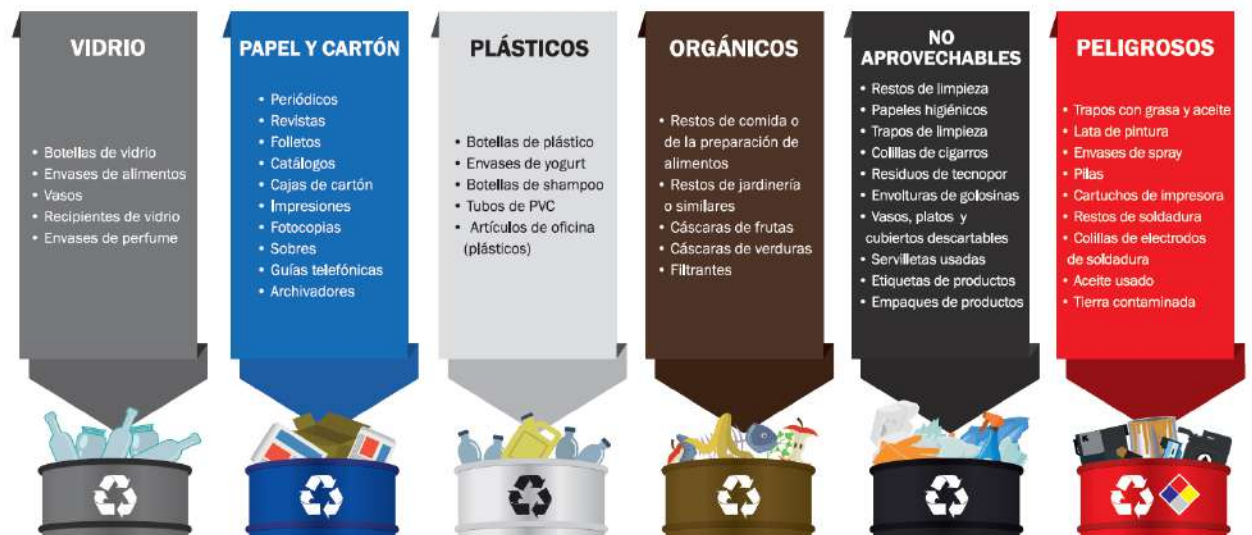 VIDRIO
• Botellas de vidrio
• Envases de alimentos
• Vasos
• Recipientes de vidrio
• Envases de perfume
PAPEL Y CARTÓN
• Periódicos
• Revistas
• Folletos
• Catálogos
• Cajas de cartón
• Impresiones
• Fotocopias
• Sobres
• Guías telefónicas
• Archivadores
PLÁSTICOS
• Botellas de plástico
• Envases de yogurt
• Botellas de shampoo
• Tubos de PVC
• Artículos de oficina
(plásticos)
ORGÁNICOS
• Restos de comida o
de la preparación de
alimentos
• Restos de jardinería
o similares
• Cáscaras de frutas
• Cáscaras de verduras
• Filtrantes
NO
APROVECHABLES
• Restos de limpieza
• Papeles higiénicos
• Trapos de limpieza
• Colillas de cigarros
• Residuos de tecnopor
• Envolturas de golosinas
• Vasos, platos y
cubiertos descartables
• Servilletas usadas
• Etiquetas de productos
• Empaques de productos
PELIGROSOS
• Trapos con grasa y aceite
• Lata de pintura
• Envases de spray
• Pilas
• Cartuchos de impresora
• Restos de soldadura
• Colillas de electrodos
de soldadura
• Aceite usado
• Tierra contaminada